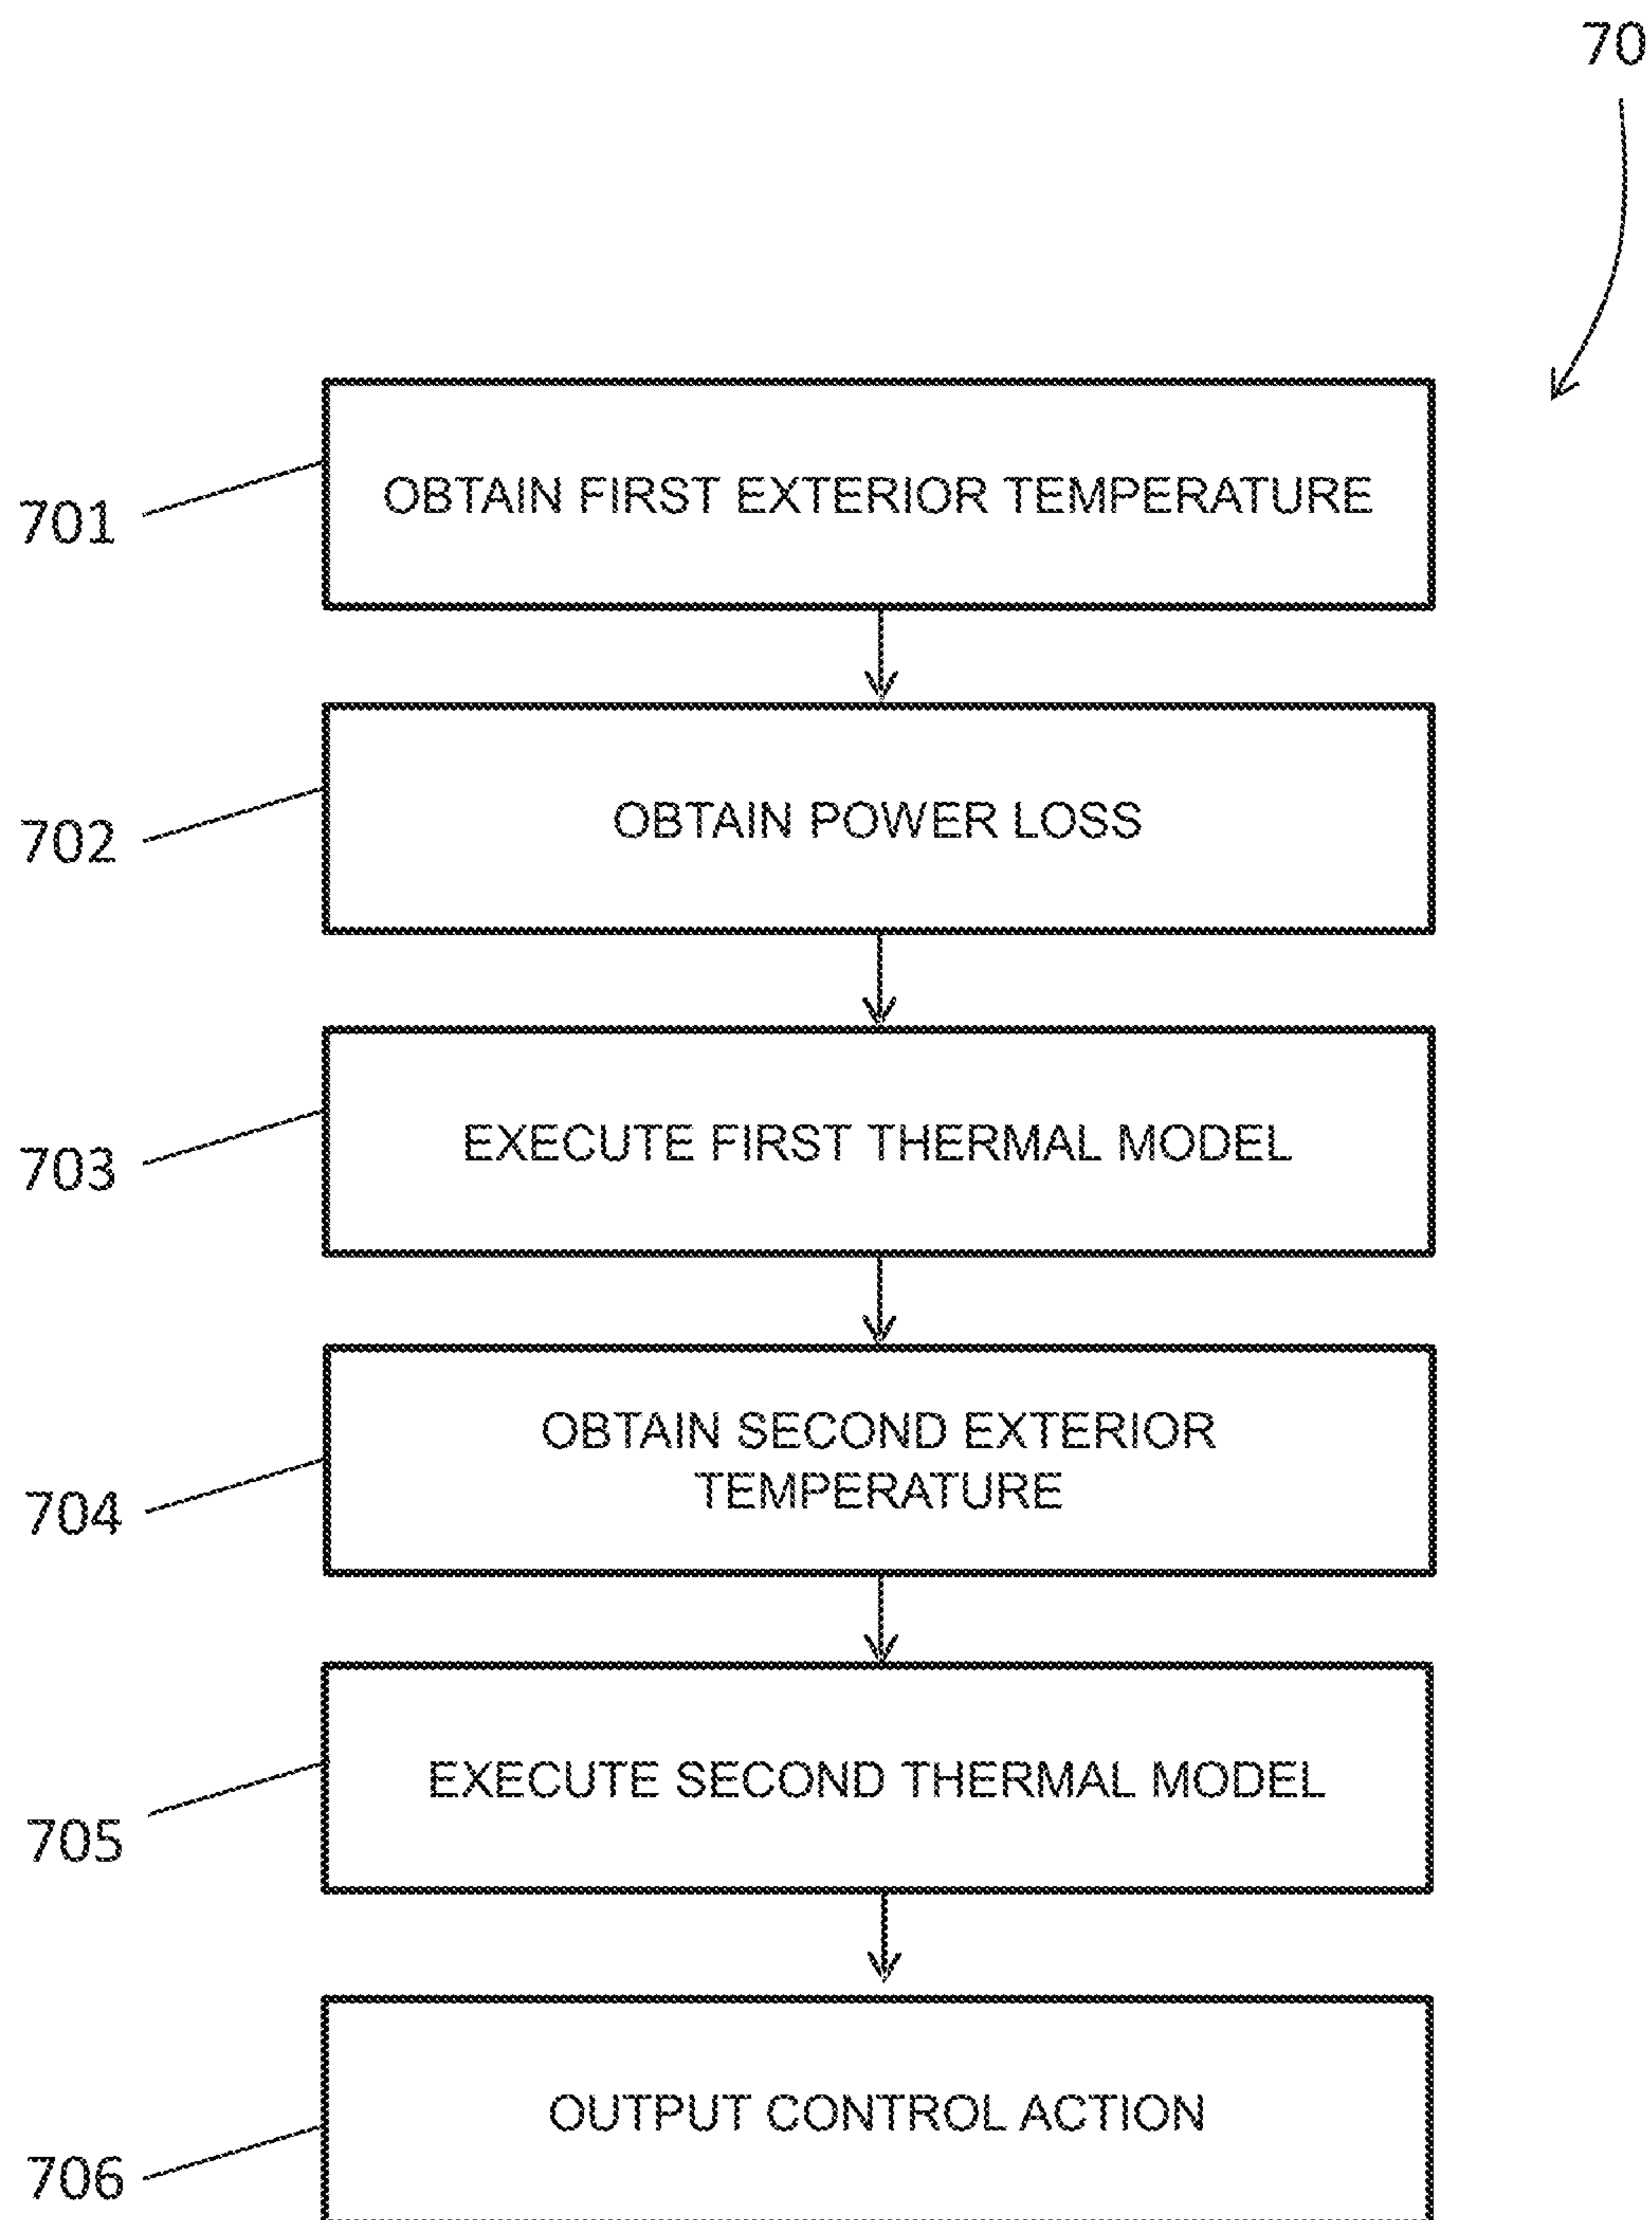 70
701
OBTAIN FIRST EXTERIOR TEMPERATURE
702
OBTAIN POWER LOSS
703
EXECUTE FIRST THERMAL MODEL
704
OBTAIN SECOND EXTERIOR
TEMPERATURE
705
EXECUTE SECOND THERMAL MODEL
706
OUTPUT CONTROL ACTION